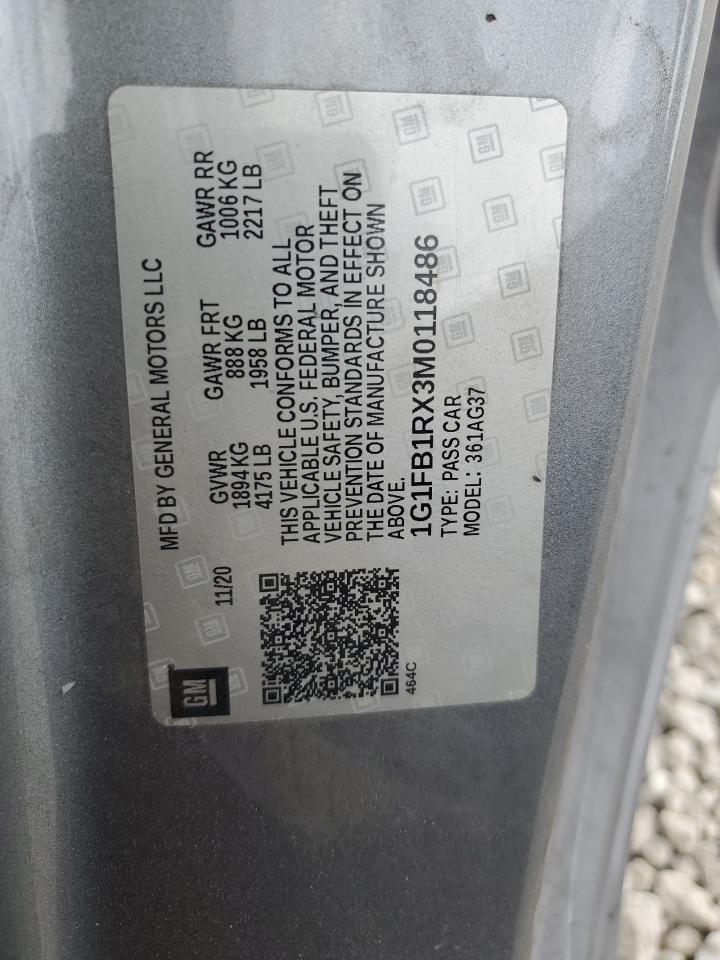 MFD BY GENERAL MOTORS LLC
GM
11/20
GVWR GAWR FRT GAWR RR
1894 KG 888 KG 1006 KG
4175 LB 1958 LB 2217 LB
THIS VEHICLE CONFORMS TO ALL
APPLICABLE U.S. FEDERAL MOTOR
VEHICLE SAFETY, BUMPER, AND THEFT
PREVENTION STANDARDS IN EFFECT ON
THE DATE OF MANUFACTURE SHOWN
ABOVE.
464C
1G1FB1RX3M0118486
TYPE: PASS CAR
MODEL: 361AG37